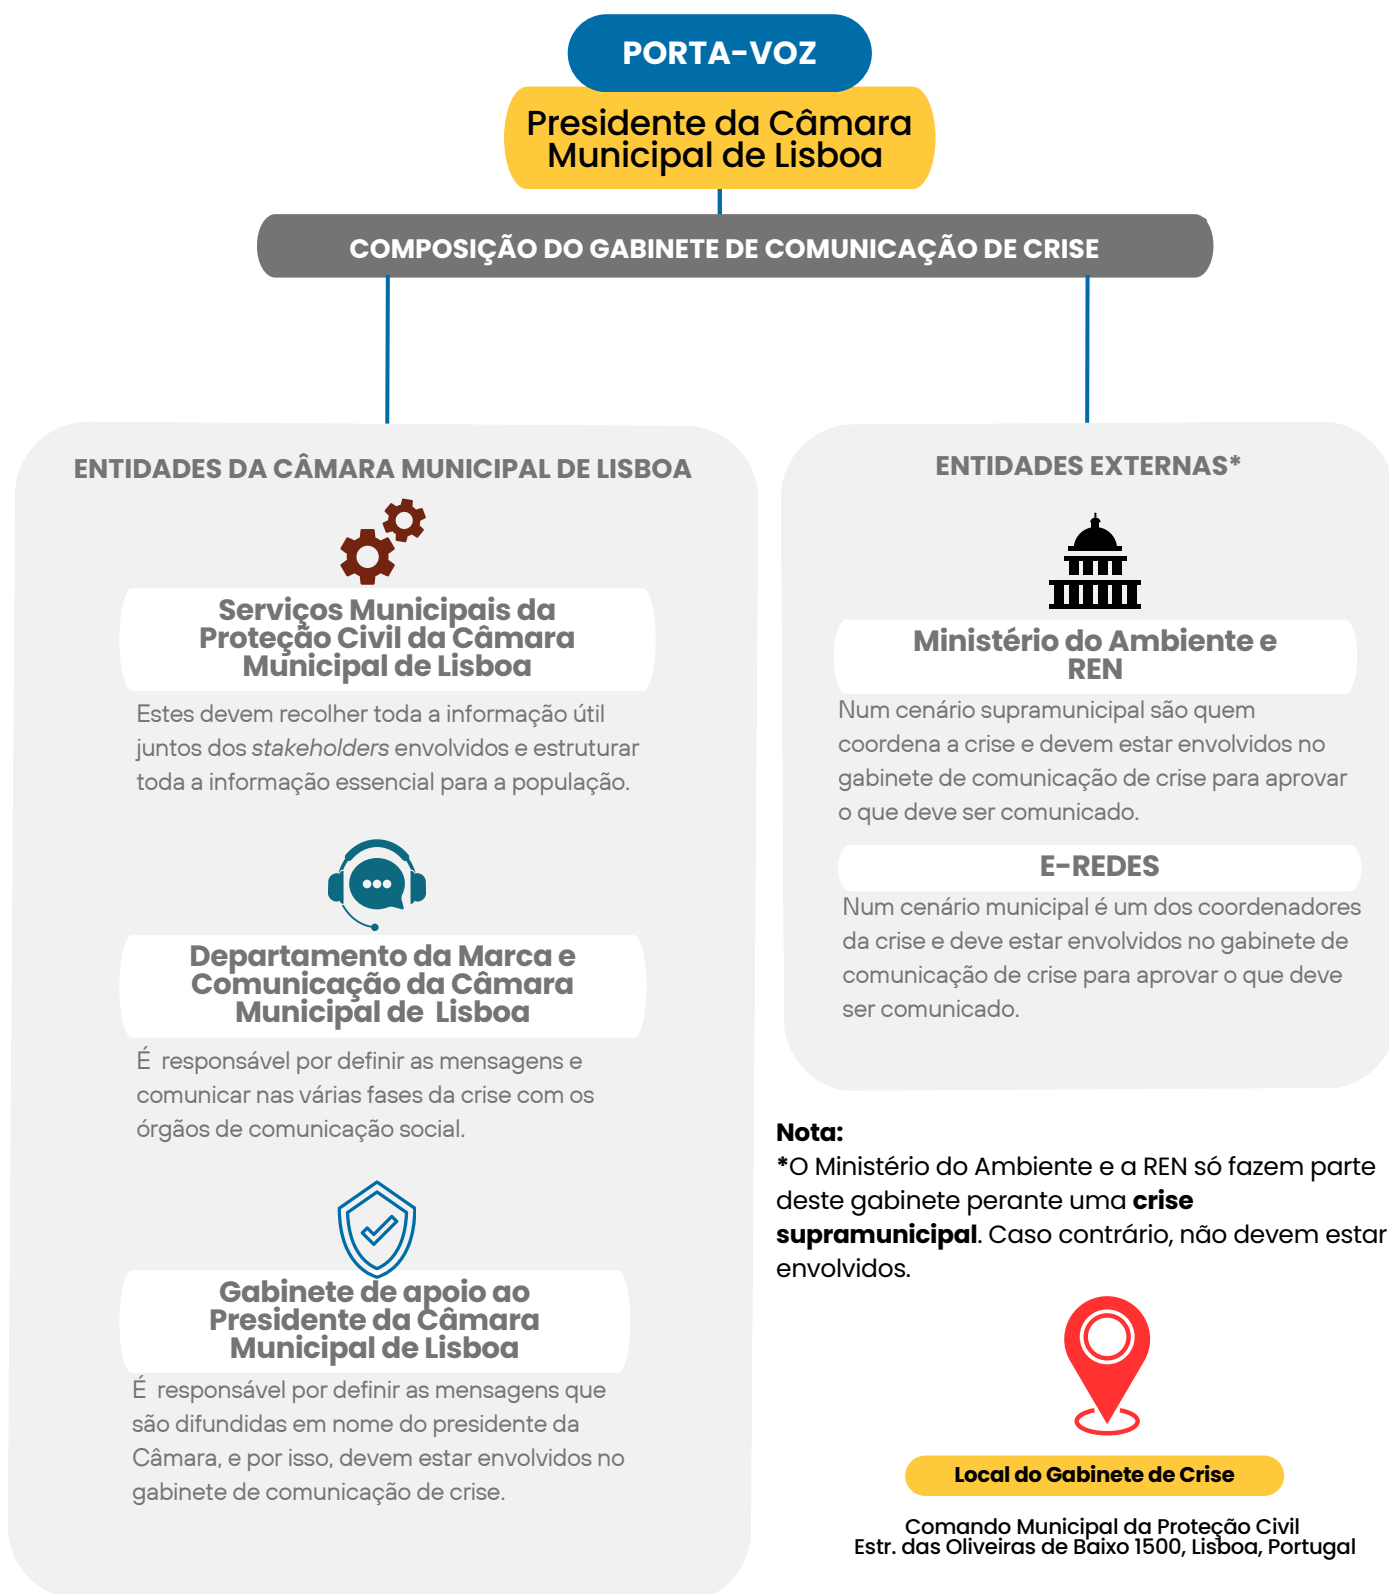 PORTA-VOZ
Presidente da Câmara
Municipal de Lisboa
COMPOSIÇÃO DO GABINETE DE COMUNICAÇÃO DE CRISE
ENTIDADES DA CÂMARA MUNICIPAL DE LISBOA
Serviços Municipais da
Proteção Civil da Câmara
Municipal de Lisboa
Estes devem recolher toda a informação útil
juntos dos stakeholders envolvidos e estruturar
toda a informação essencial para a população.
Departamento da Marca e
Comunicação da Câmara
Municipal de Lisboa
É responsável por definir as mensagens e
comunicar nas várias fases da crise com os
órgãos de comunicação social.
Gabinete de apoio ao
Presidente da Câmara
Municipal de Lisboa
É responsável por definir as mensagens que
são difundidas em nome do presidente da
Câmara, e por isso, devem estar envolvidos no
gabinete de comunicação de crise.
ENTIDADES EXTERNAS*
Ministério do Ambiente e
REN
Num cenário supramunicipal são quem
coordena a crise e devem estar envolvidos no
gabinete de comunicação de crise para aprovar
o que deve ser comunicado.
E-REDES
Num cenário municipal é um dos coordenadores
da crise e deve estar envolvidos no gabinete de
comunicação de crise para aprovar o que deve
ser comunicado.
Nota:
*O Ministério do Ambiente e a REN só fazem parte
deste gabinete perante uma crise
supramunicipal. Caso contrário, não devem estar
envolvidos.
Local do Gabinete de Crise
Comando Municipal da Proteção Civil
Estr. das Oliveiras de Baixo 1500, Lisboa, Portugal